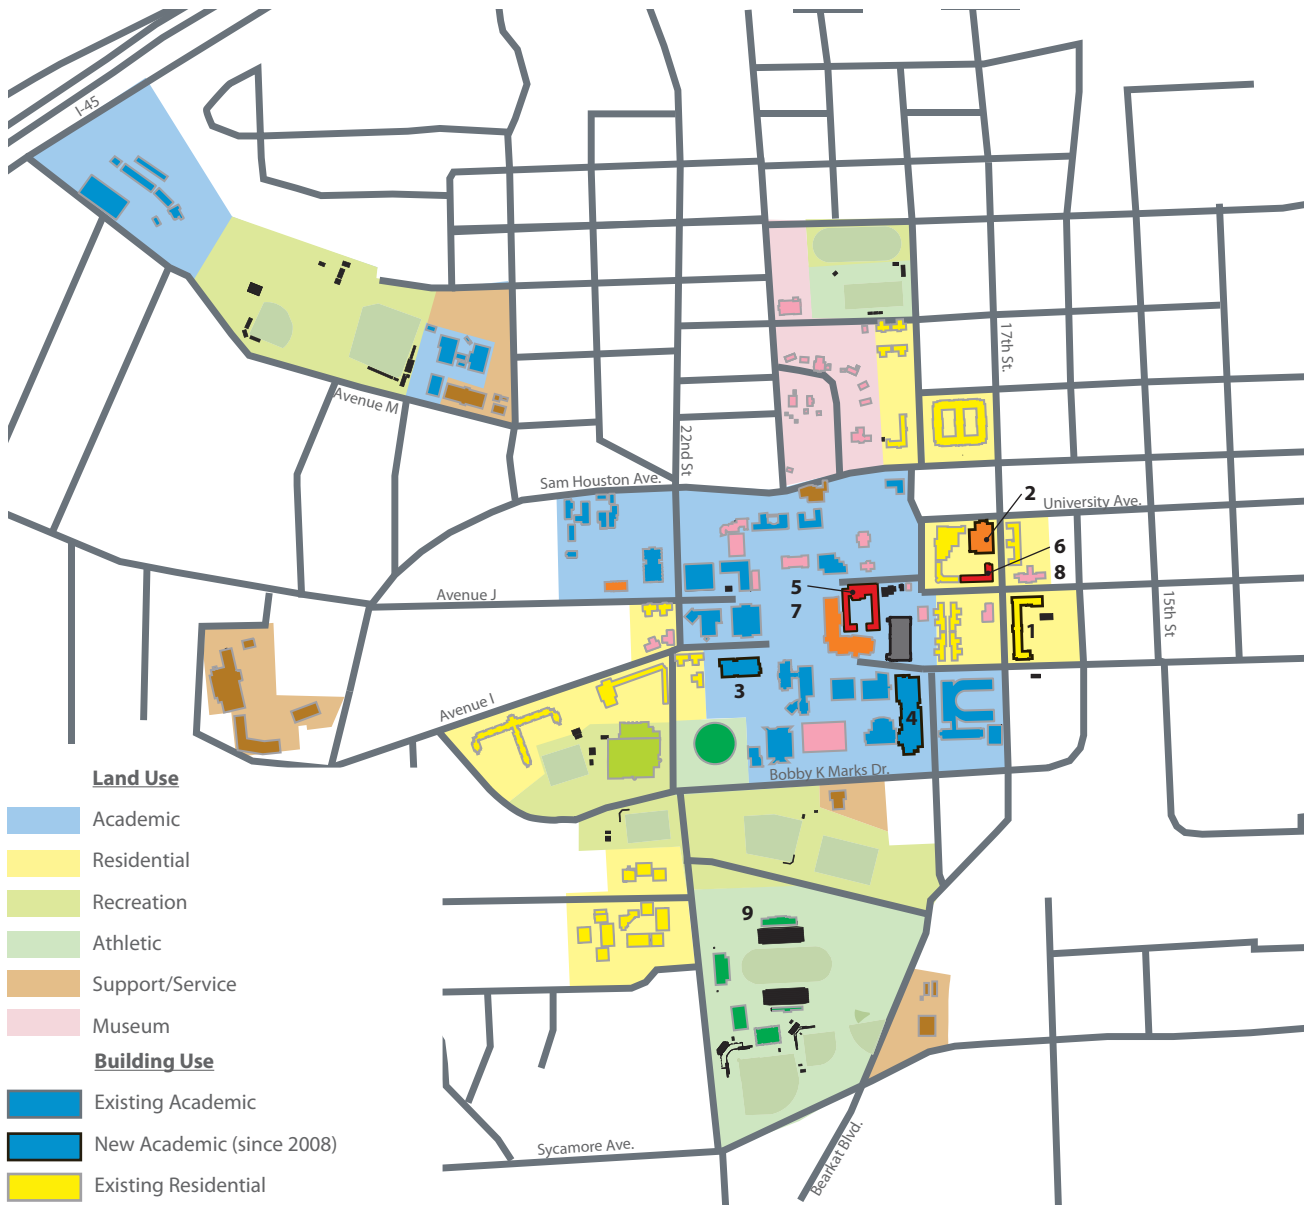 I-45
17th St.
Avenue M
22nd St
Sam Houston Ave.
2
University Ave.
6
8
5
7
Avenue J
15th St
1
3
4
Avenue I
Bobby K Marks Dr.
Land Use
Academic
Residential
Recreation
Athletic
Support/Service
Museum
9
Building Use
Existing Academic
New Academic (since 2008)
Existing Residential
Sycamore Ave.
Bearkat Blvd.